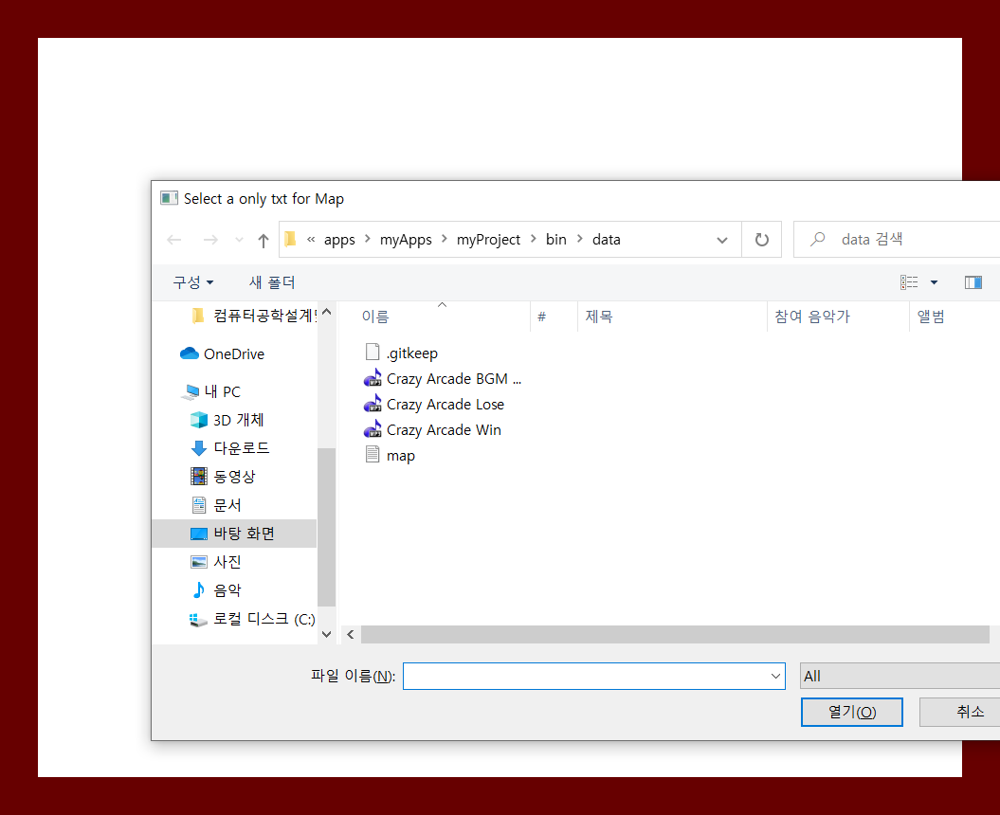 Select a only txt for Map
« apps > myApps > myProject > bin > data
data 검색
구성
새 폴더
컴퓨터공학설계및
OneDrive
내 PC
3D 개체
다운로드
동영상
문서
바탕 화면
사진
음악
로컬 디스크 (C:)
이름 # 제목 참여 음악가 앨범
.gitkeep
Crazy Arcade BGM ...
Crazy Arcade Lose
Crazy Arcade Win
map
파일 이름(N):
All
열기(O)
취소